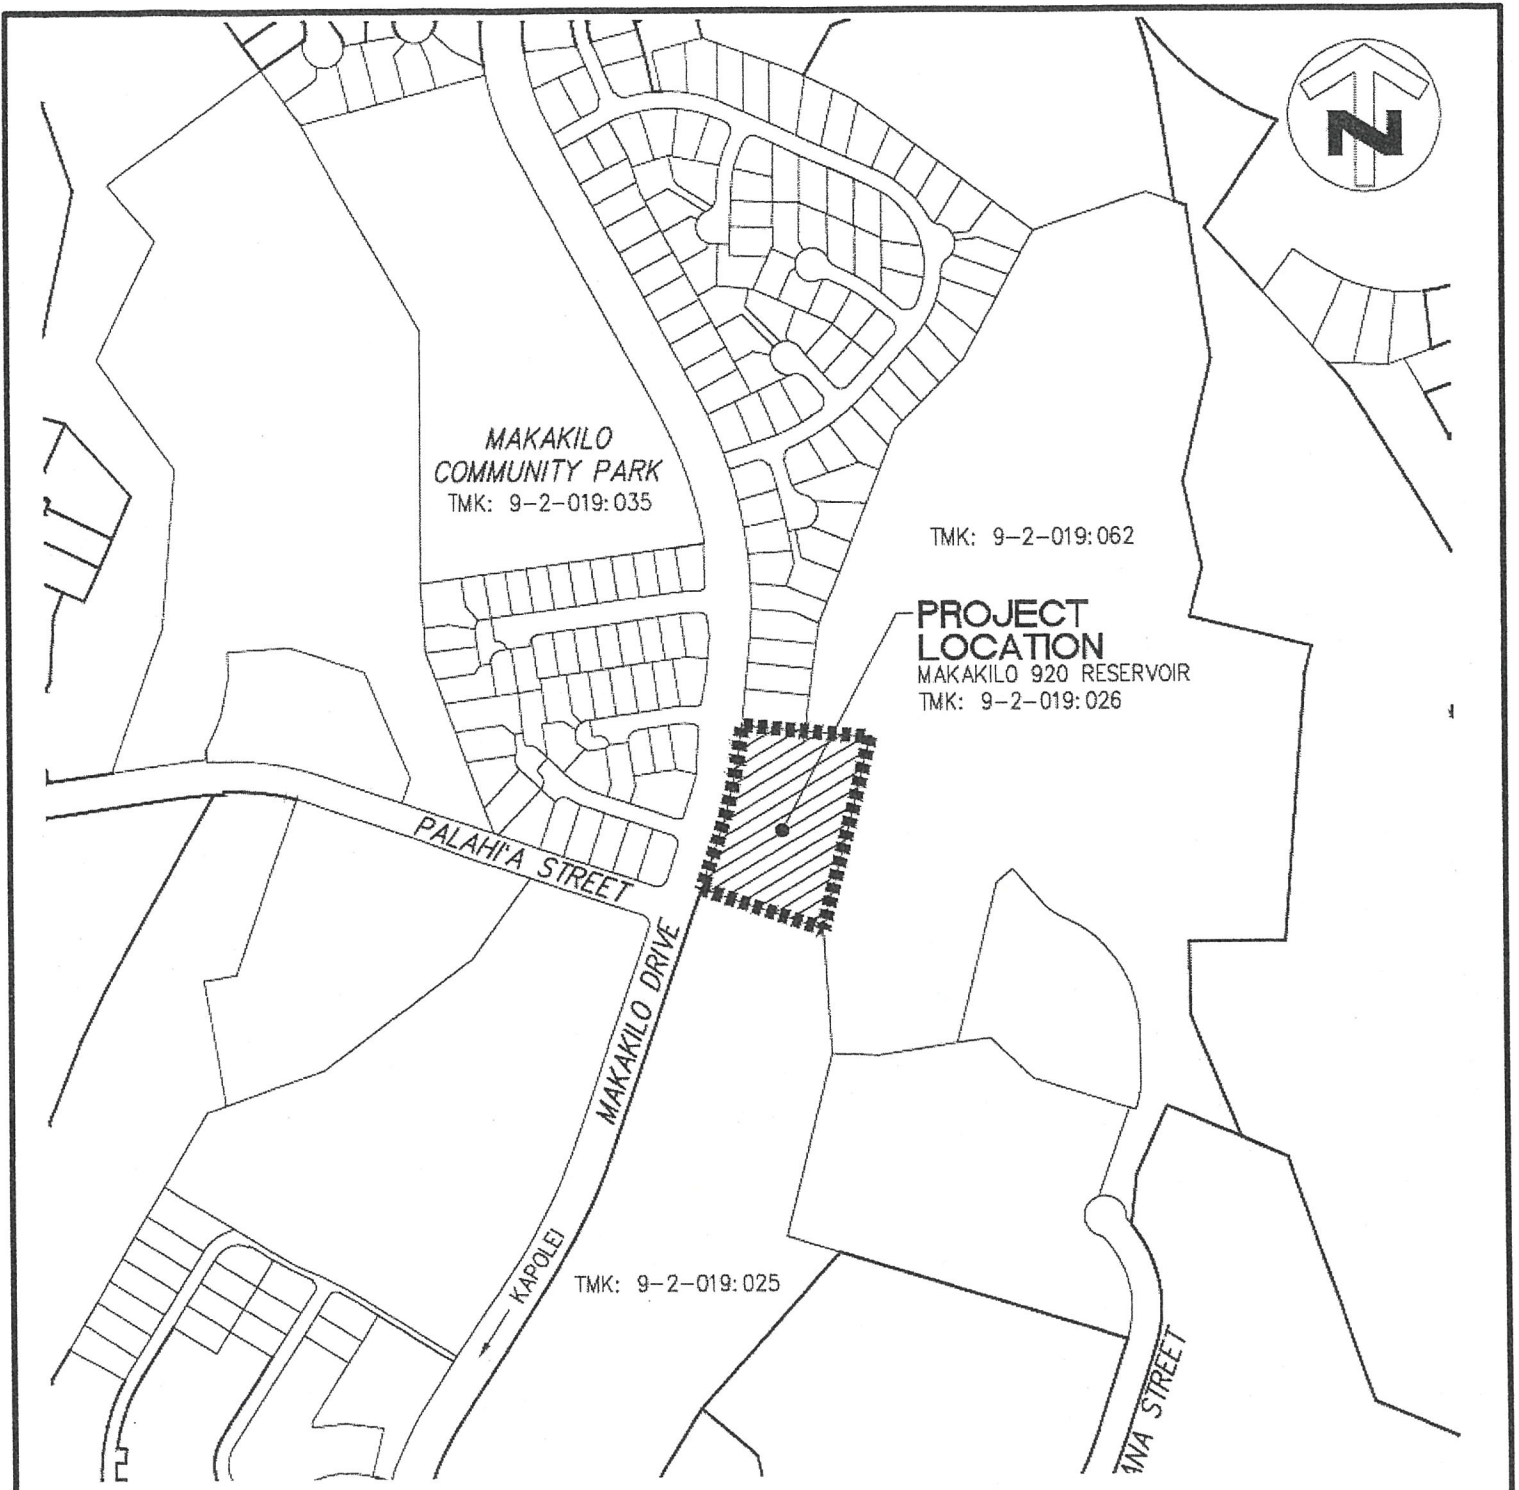 N
MAKAKILO
COMMUNITY PARK
TMK: 9-2-019:035
TMK: 9-2-019:062
PROJECT
LOCATION
MAKAKILO 920 RESERVOIR
TMK: 9-2-019:026
PALAHI'A STREET
MAKAKILO DRIVE
KAPOLEI
TMK: 9-2-019:025
ANA STREET